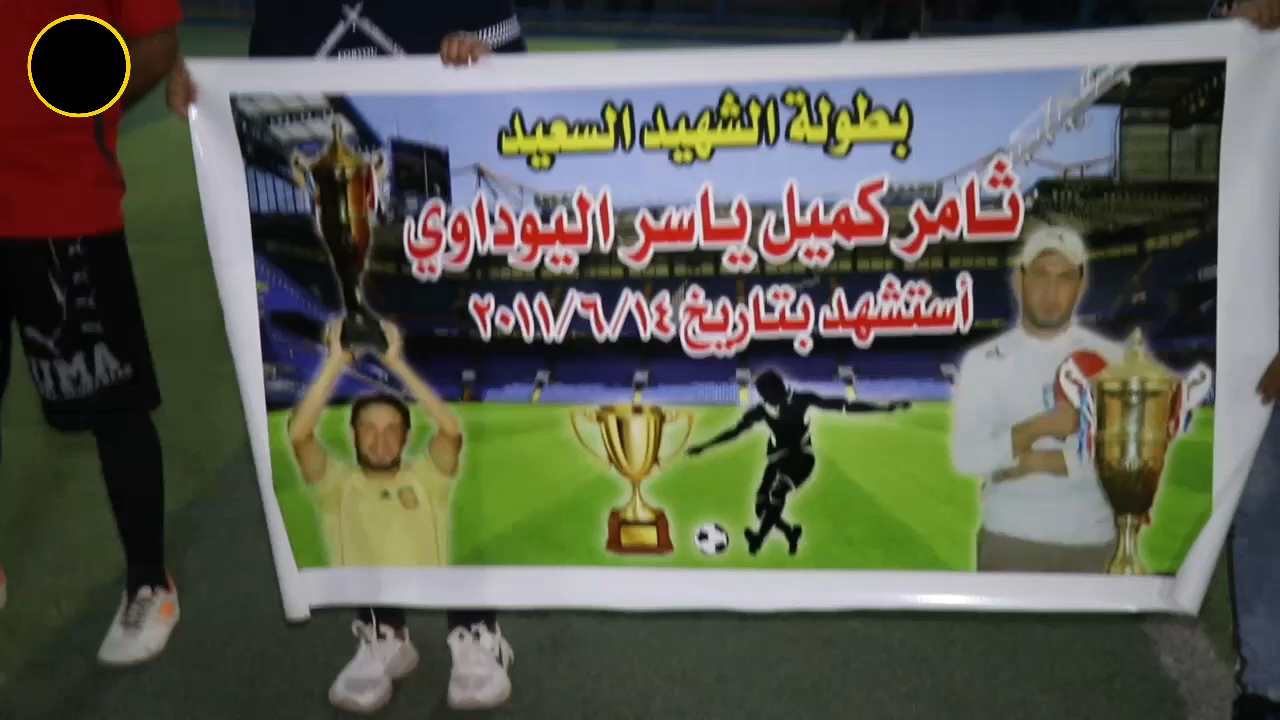 بطولة الشهيد السعيد
ثامر كميل ياسر اليوداوي
أستشهد بتاريخ ٢٠١١/٦/١٤